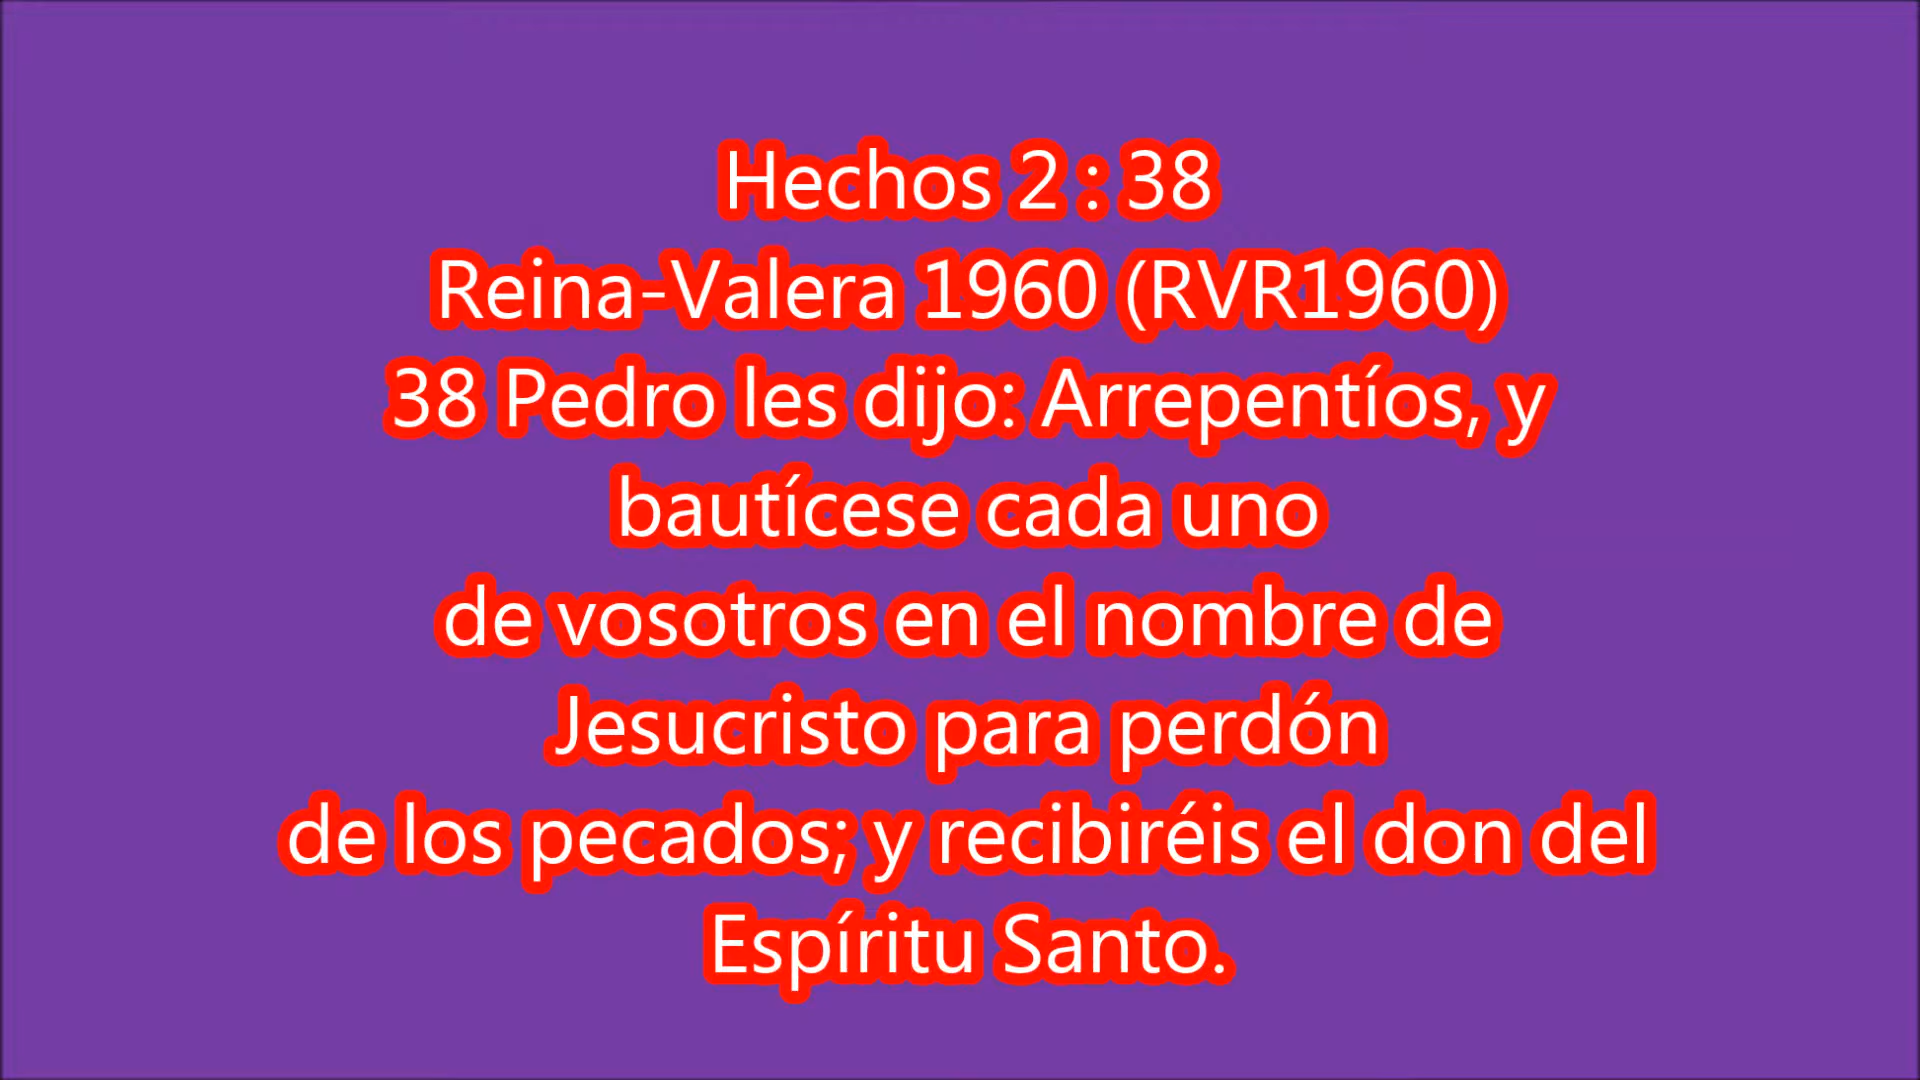 Hechos 2 : 38
Reina-Valera 1960 (RVR1960)
38 Pedro les dijo: Arrepentíos, y
bautícese cada uno
de vosotros en el nombre de
Jesucristo para perdón
de los pecados; y recibiréis el don del
Espíritu Santo.